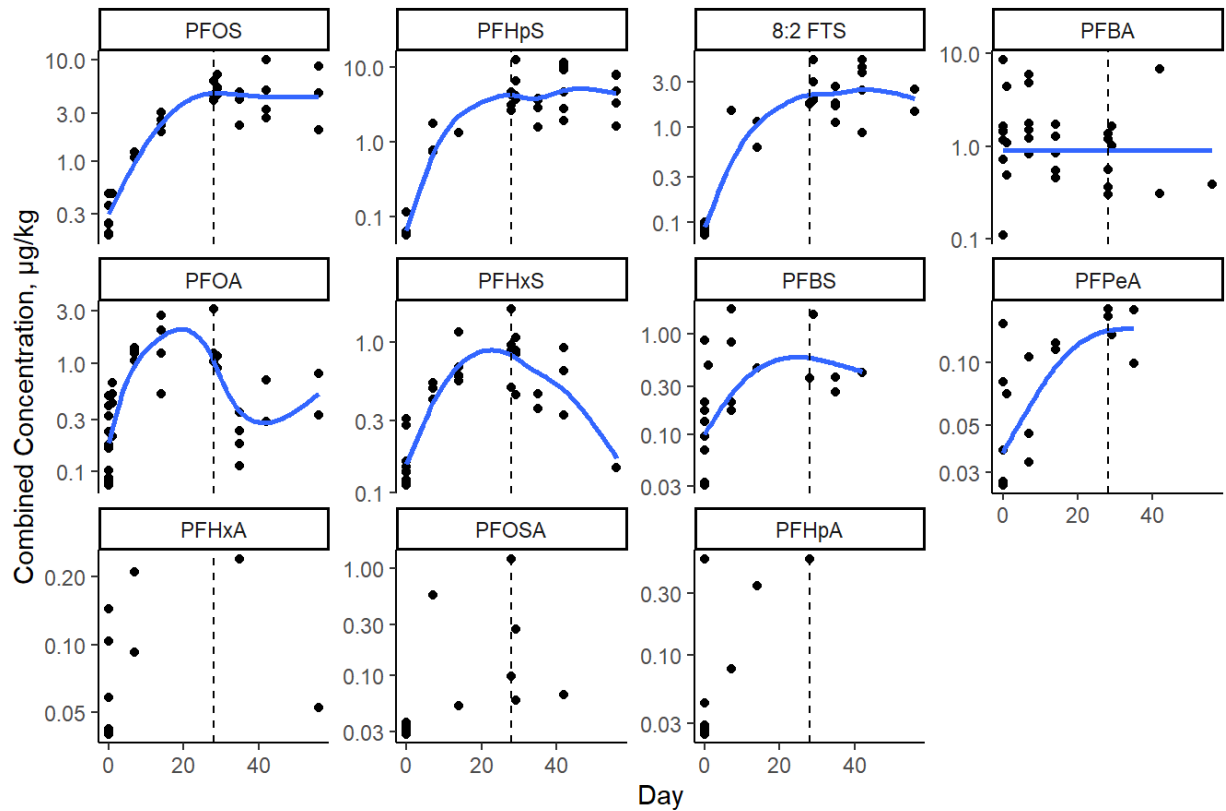 PFOS PFHpS 8:2 FTS PFBA
10.0 3.0 1.0 0.3
10.0 1.0 0.1
3.0 1.0 0.3 0.1
10.0 1.0 0.1
PFOA PFHxS PFBS PFPeA
3.0 1.0 0.3 0.1
1.0 0.3 0.1
1.00 0.30 0.10 0.03
0.10 0.05 0.03
0 20 40
PFHxA PFOSA PFHpA
0.20 0.10 0.05
1.00 0.30 0.10 0.03
0.30 0.10 0.03
0 20 40 0 20 40 0 20 40
Combined Concentration, µg/kg
Day